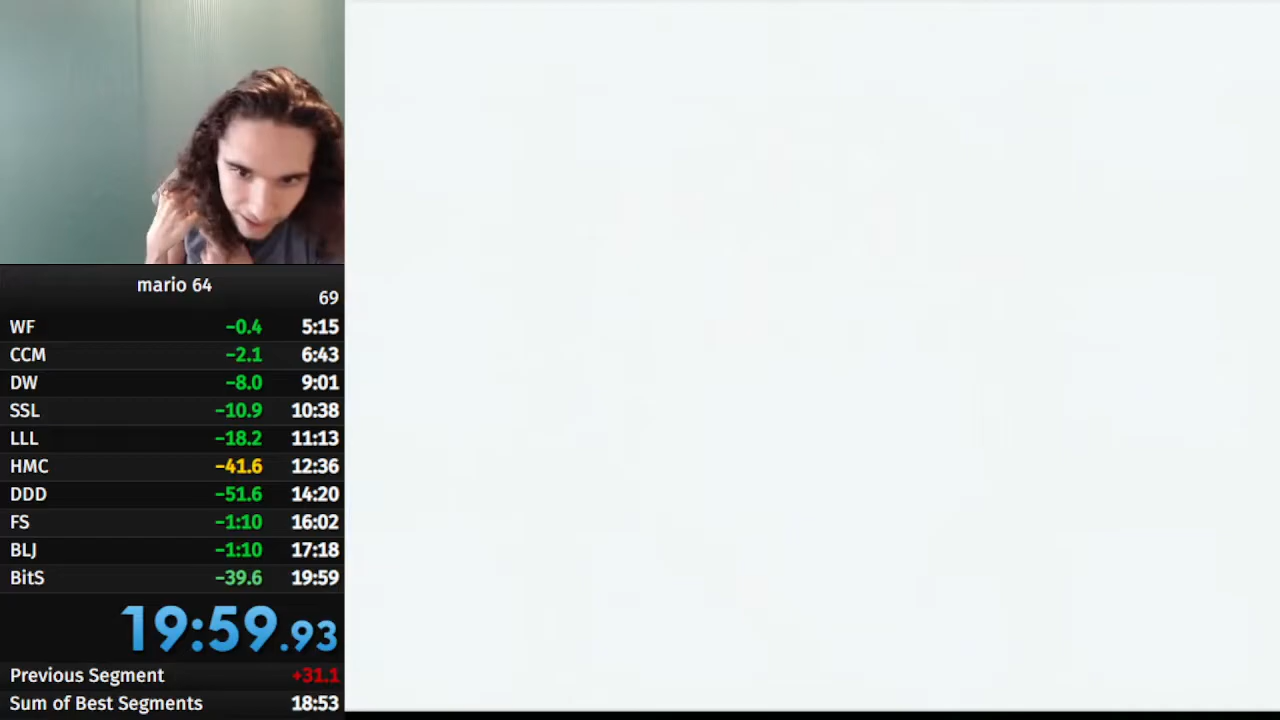 mario 64
69
WF −0.4 5:15
CCM −2.1 6:43
DW −8.0 9:01
SSL −10.9 10:38
LLL −18.2 11:13
HMC −41.6 12:36
DDD −51.6 14:20
FS −1:10 16:02
BLJ −1:10 17:18
BitS −39.6 19:59
19:59.93
Previous Segment +31.1
Sum of Best Segments 18:53